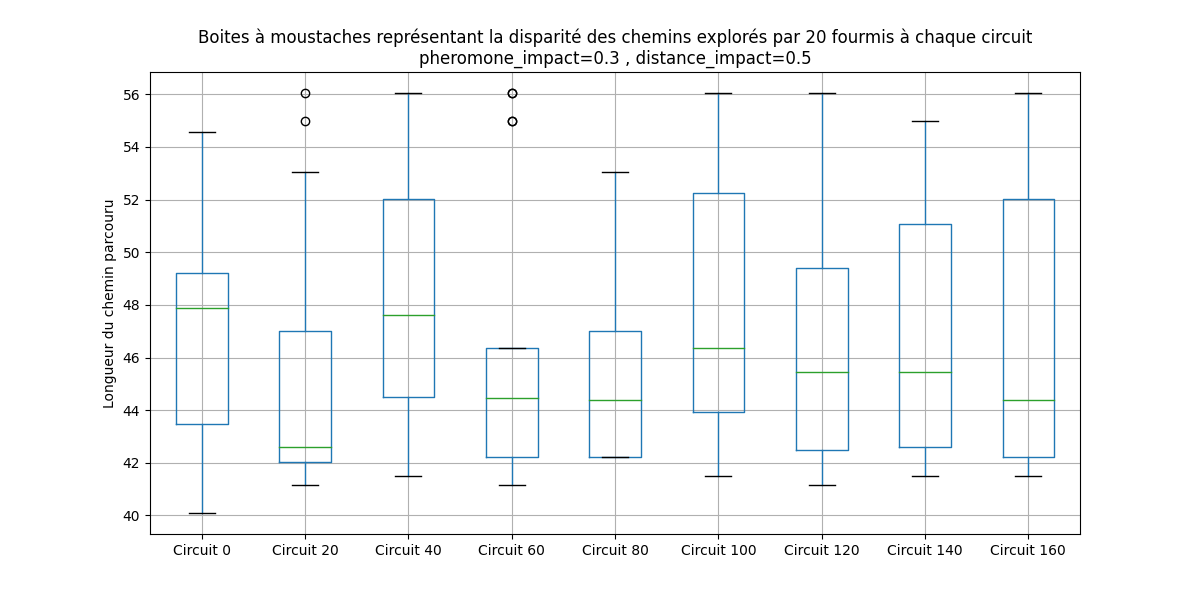 Boites à moustaches représentant la disparité des chemins explorés par 20 fourmis à chaque circuit
pheromone_impact=0.3 , distance_impact=0.5
Longueur du chemin parcouru
56
54
52
50
48
46
44
42
40
Circuit 0
Circuit 20
Circuit 40
Circuit 60
Circuit 80
Circuit 100
Circuit 120
Circuit 140
Circuit 160